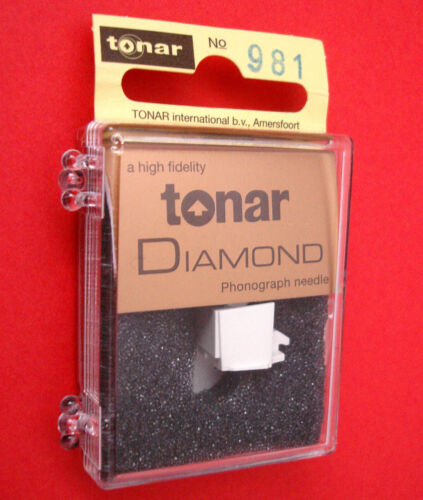 tonar No 981
TONAR international b.v., Amersfoort
a high fidelity
tonar
DIAMOND
Phonograph needle